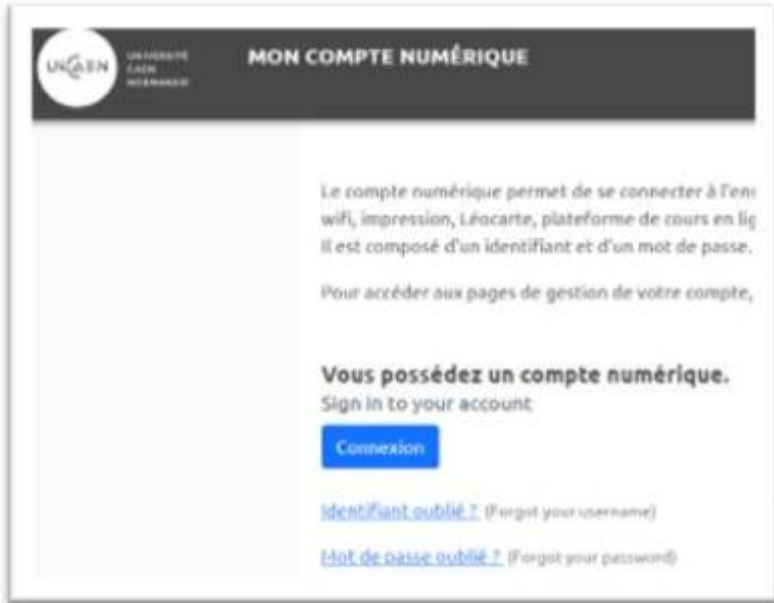 UNICAEN
UNIVERSITÉ
CAEN
NORMANDIE
MON COMPTE NUMÉRIQUE
Le compte numérique permet de se connecter à l'en
wifi, impression, Léocarte, plateforme de cours en lig
Il est composé d'un identifiant et d'un mot de passe.
Pour accéder aux pages de gestion de votre compte,
Vous possédez un compte numérique.
Sign in to your account
Connexion
Identifiant oublié ? (Forgot your username)
Mot de passe oublié ? (Forgot your password)